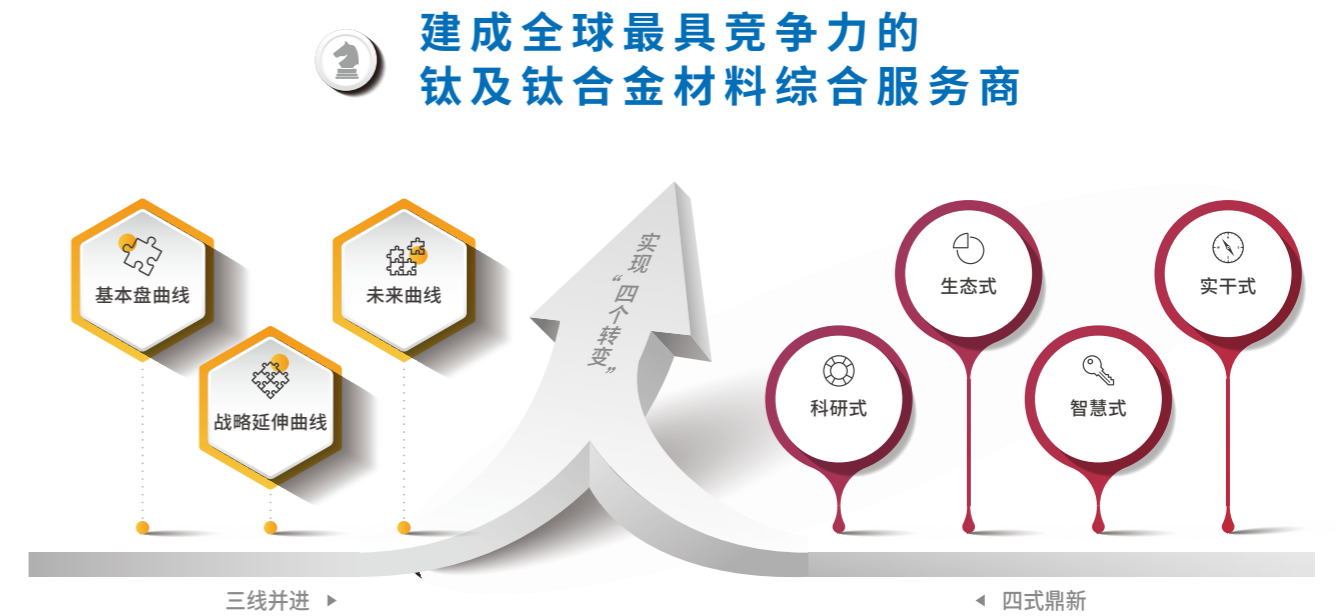 建成全球最具竞争力的
钛及钛合金材料综合服务商
基本盘曲线
战略延伸曲线
未来曲线
实现
“四个转变”
科研式
生态式
智慧式
实干式
三线并进
四式鼎新